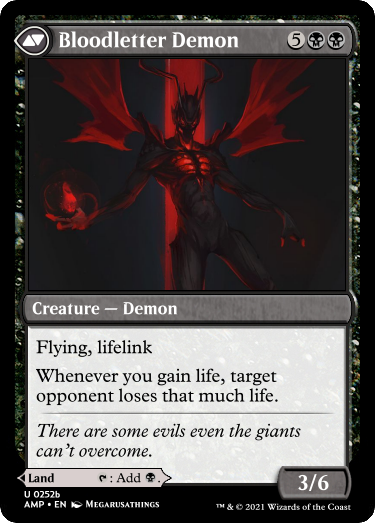 Bloodletter Demon 5
Creature — Demon
Flying, lifelink
Whenever you gain life, target
opponent loses that much life.
There are some evils even the giants
can't overcome.
Land : Add .
3/6
U 0252b
AMP • EN Megarusathings
™ & © 2021 Wizards of the Coast